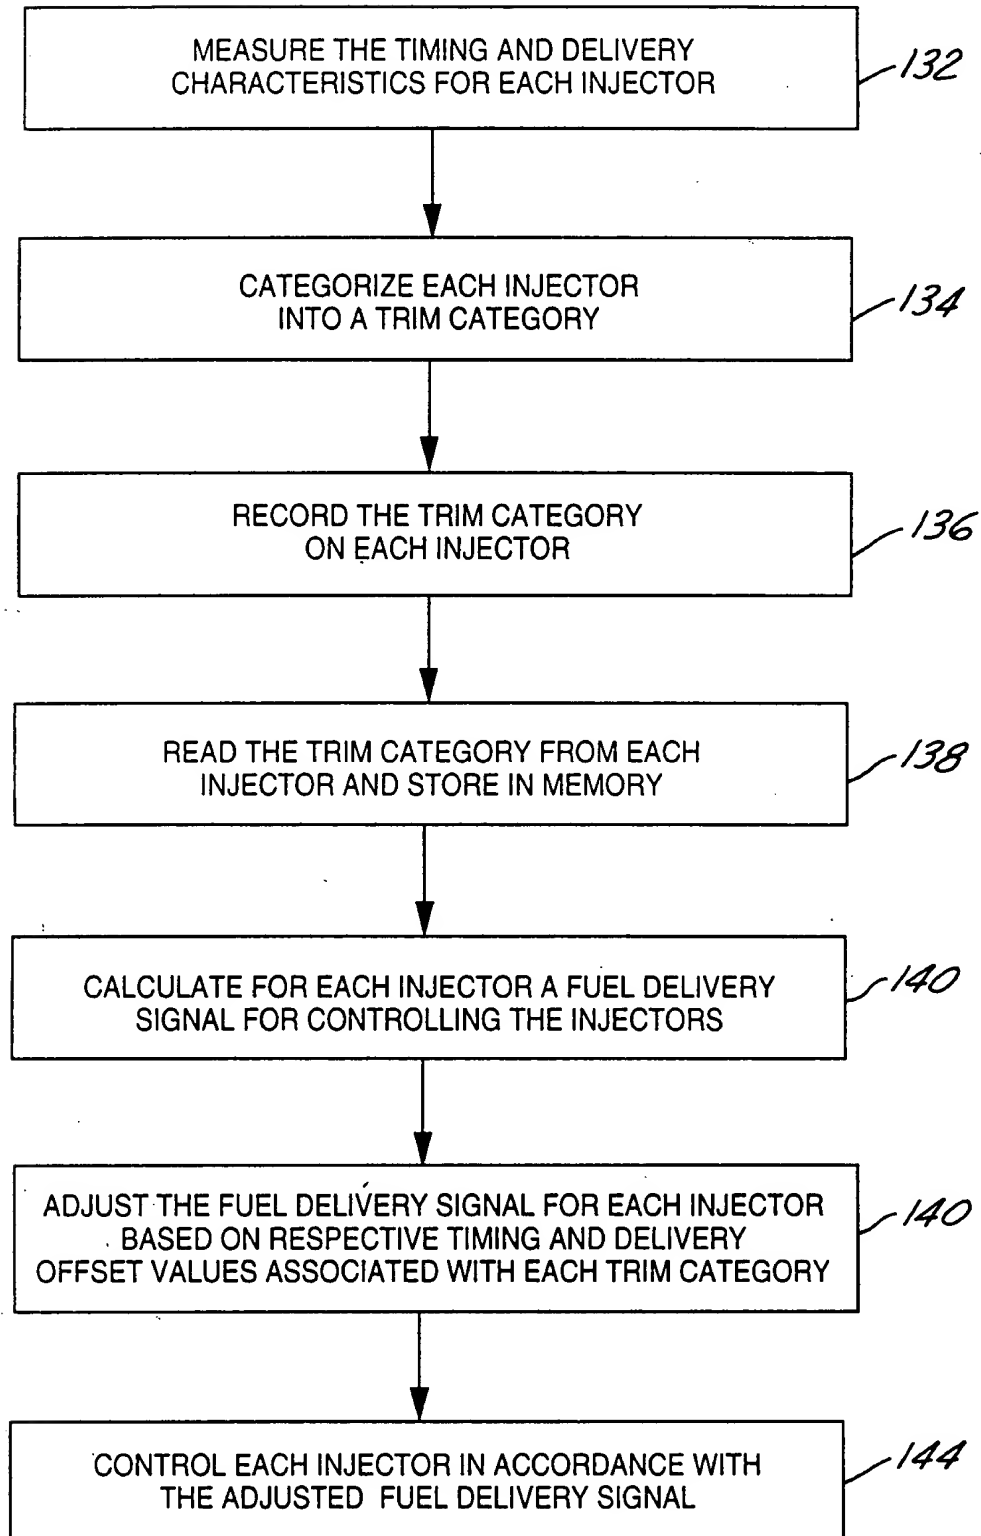 MEASURE THE TIMING AND DELIVERY
CHARACTERISTICS FOR EACH INJECTOR
132
CATEGORIZE EACH INJECTOR
INTO A TRIM CATEGORY
134
RECORD THE TRIM CATEGORY
ON EACH INJECTOR
136
READ THE TRIM CATEGORY FROM EACH
INJECTOR AND STORE IN MEMORY
138
CALCULATE FOR EACH INJECTOR A FUEL DELIVERY
SIGNAL FOR CONTROLLING THE INJECTORS
140
ADJUST THE FUEL DELIVERY SIGNAL FOR EACH INJECTOR
BASED ON RESPECTIVE TIMING AND DELIVERY
OFFSET VALUES ASSOCIATED WITH EACH TRIM CATEGORY
140
CONTROL EACH INJECTOR IN ACCORDANCE WITH
THE ADJUSTED FUEL DELIVERY SIGNAL
144